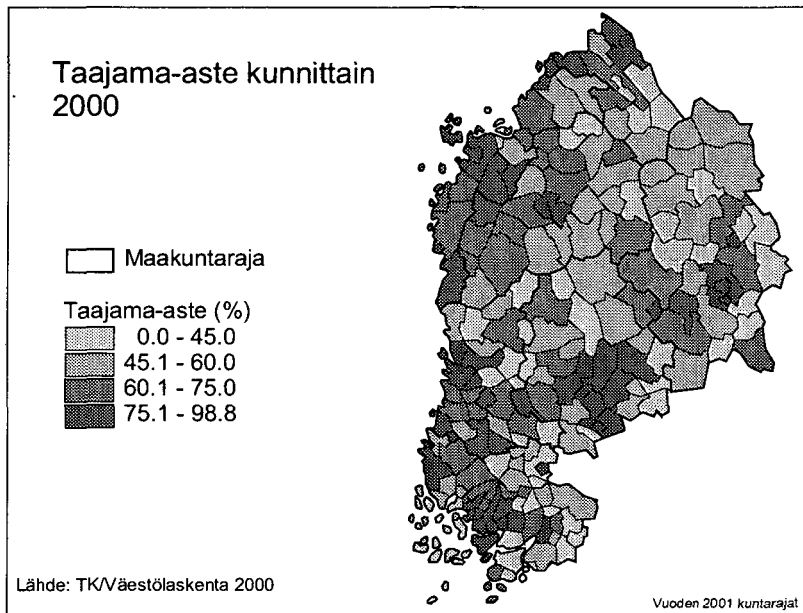 Taajama-aste kunnittain
2000
Maakuntaraja
Taajama-aste (%)
0.0 - 45.0
45.1 - 60.0
60.1 - 75.0
75.1 - 98.8
Lähde: TK/Väestölaskenta 2000
Vuoden 2001 kuntarajat